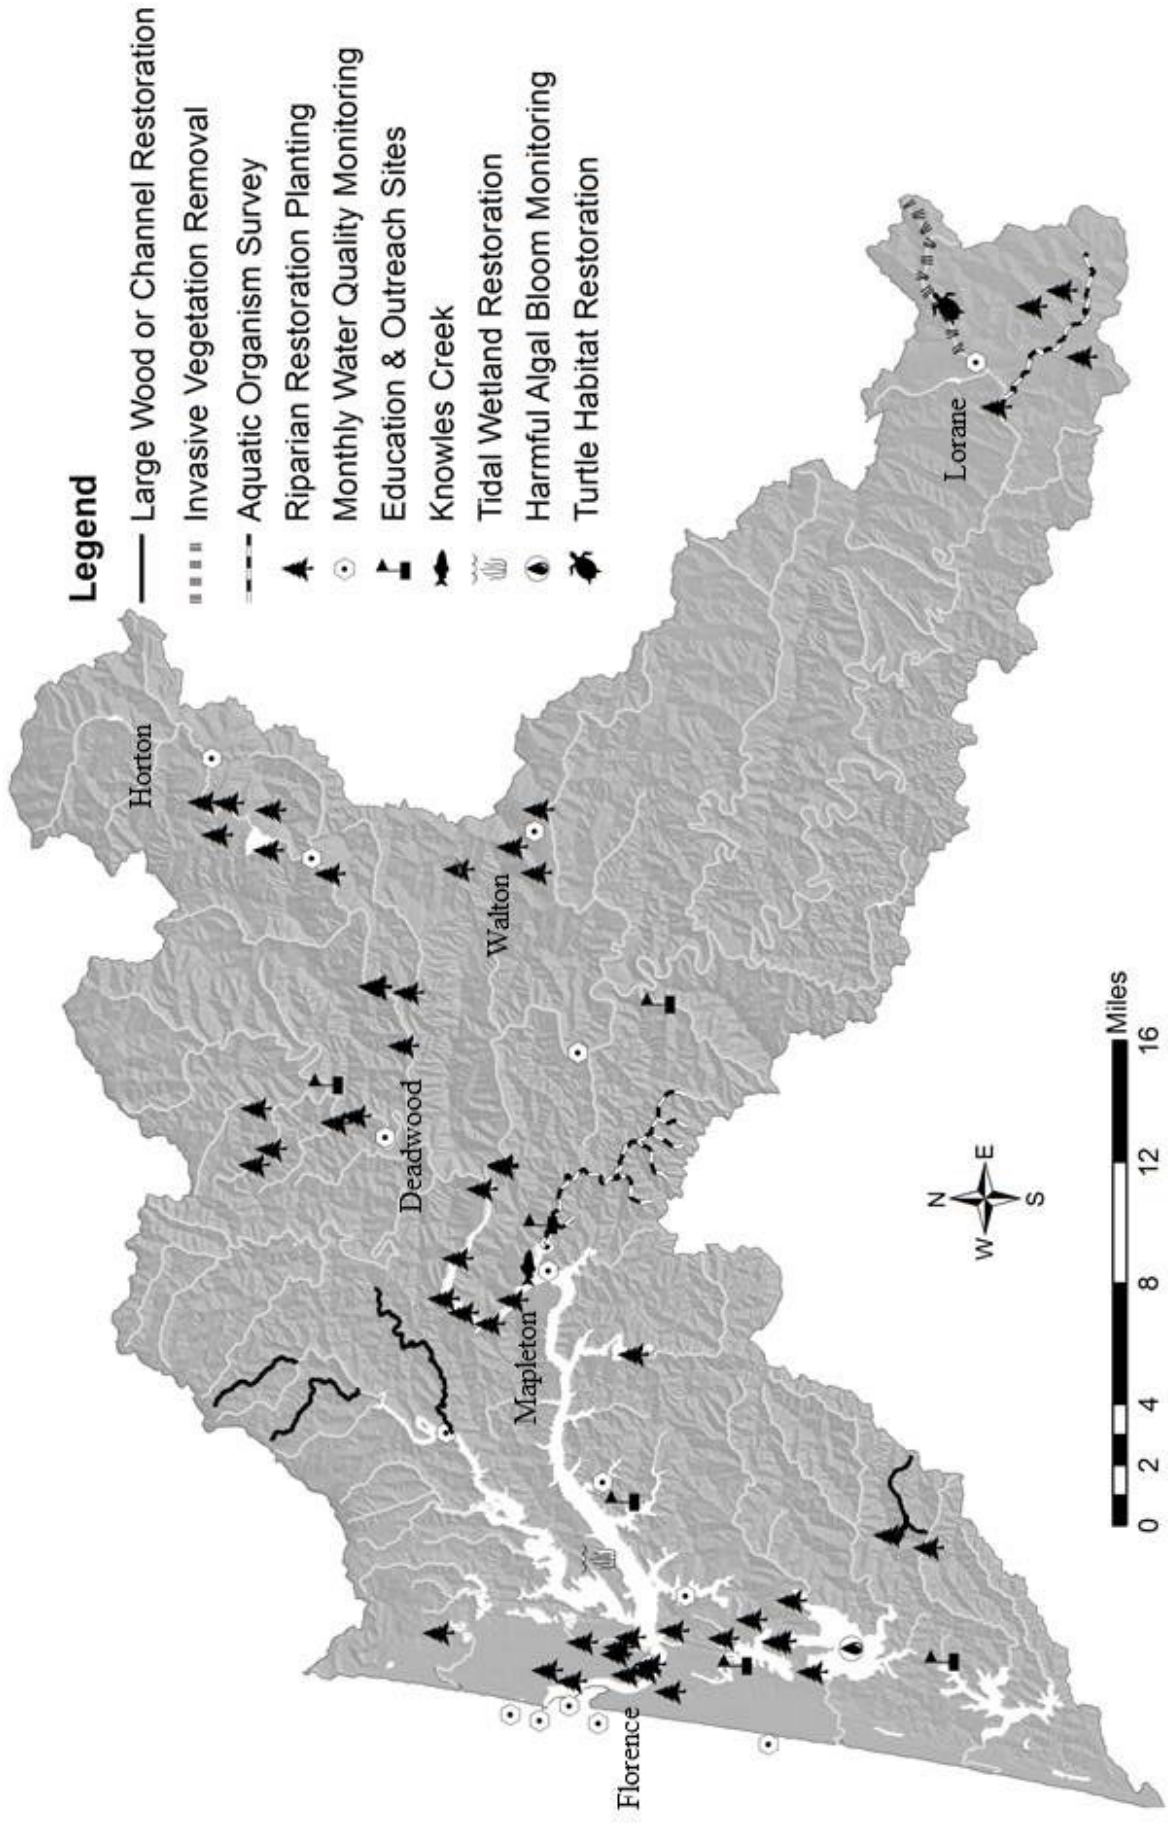 Legend
Large Wood or Channel Restoration
Invasive Vegetation Removal
Aquatic Organism Survey
Riparian Restoration Planting
Monthly Water Quality Monitoring
Education & Outreach Sites
Knowles Creek
Tidal Wetland Restoration
Harmful Algal Bloom Monitoring
Turtle Habitat Restoration
Horton
Walton
Deadwood
Mapleton
Florence
Lorane
N
W E
S
0 2 4 8 12 16
Miles